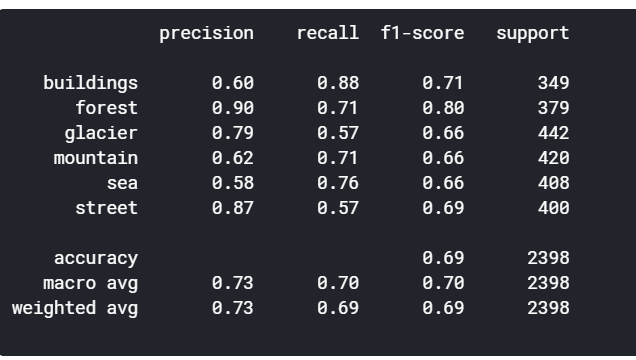 precision recall f1-score support
buildings 0.60 0.88 0.71 349
forest 0.90 0.71 0.80 379
glacier 0.79 0.57 0.66 442
mountain 0.62 0.71 0.66 420
sea 0.58 0.76 0.66 408
street 0.87 0.57 0.69 400
accuracy 0.69 2398
macro avg 0.73 0.70 0.70 2398
weighted avg 0.73 0.69 0.69 2398